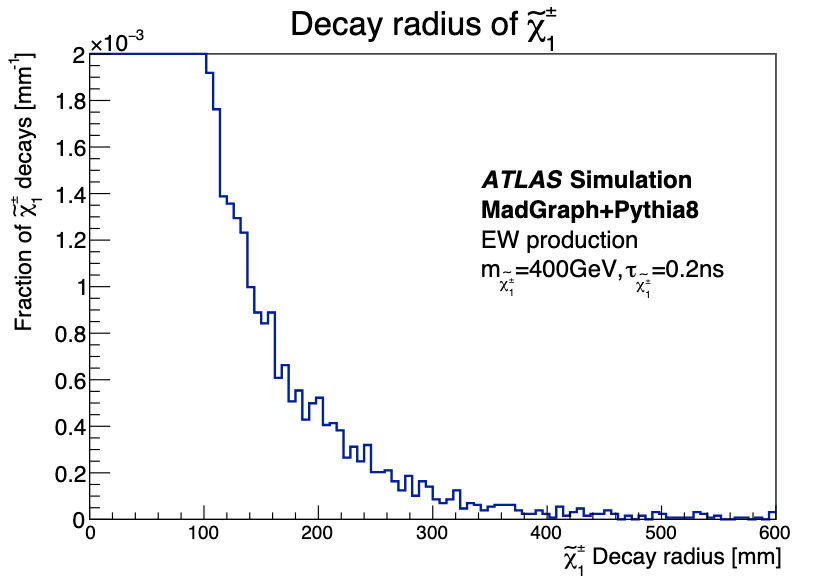 Decay radius of χ̃₁±
×10⁻³
Fraction of χ̃₁± decays [mm⁻¹]
2
1.8
1.6
1.4
1.2
1
0.8
0.6
0.4
0.2
0
ATLAS Simulation
MadGraph+Pythia8
EW production
m_χ̃₁±=400GeV, τ_χ̃₁±=0.2ns
0 100 200 300 400 500 600
χ̃₁± Decay radius [mm]